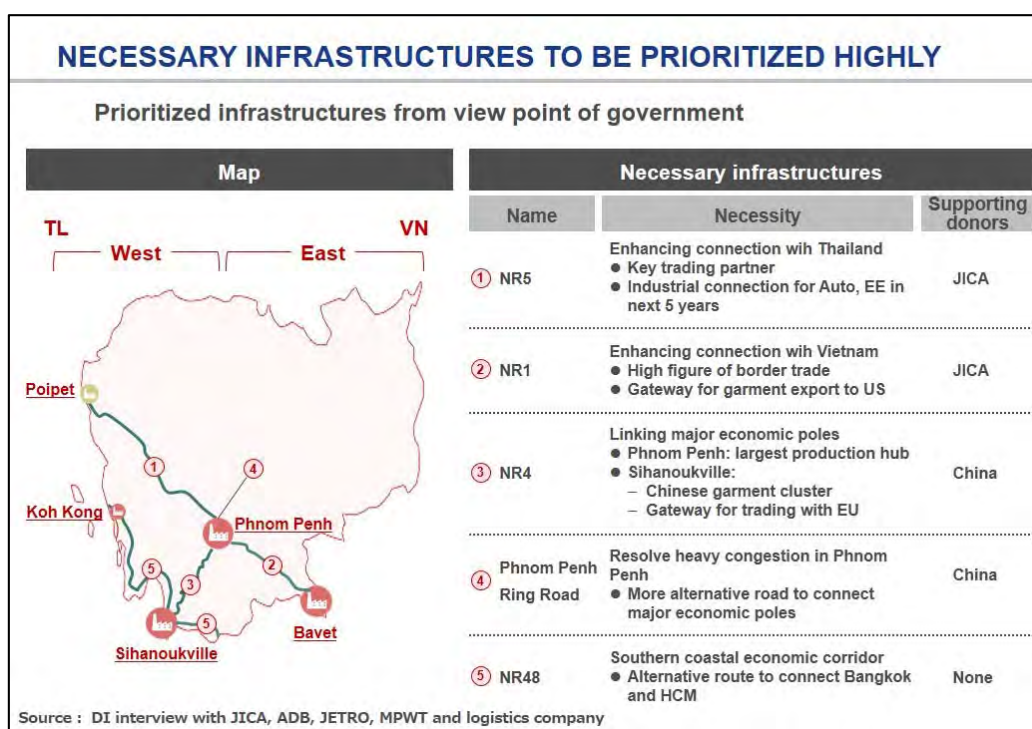 NECESSARY INFRASTRUCTURES TO BE PRIORITIZED HIGHLY
Prioritized infrastructures from view point of government
Map
TL
VN
West
East
Poipet
1
4
Koh Kong
Phnom Penh
5
3
2
5
Bavet
Sihanoukville
Necessary infrastructures
Name
Necessity
Supporting
donors
1 NR5
Enhancing connection wih Thailand
● Key trading partner
● Industrial connection for Auto, EE in
next 5 years
JICA
2 NR1
Enhancing connection wih Vietnam
● High figure of border trade
● Gateway for garment export to US
JICA
3 NR4
Linking major economic poles
● Phnom Penh: largest production hub
● Sihanoukville:
– Chinese garment cluster
– Gateway for trading with EU
China
4 Phnom Penh
Ring Road
Resolve heavy congestion in Phnom
Penh
● More alternative road to connect
major economic poles
China
5 NR48
Southern coastal economic corridor
● Alternative route to connect Bangkok
and HCM
None
Source : DI interview with JICA, ADB, JETRO, MPWT and logistics company